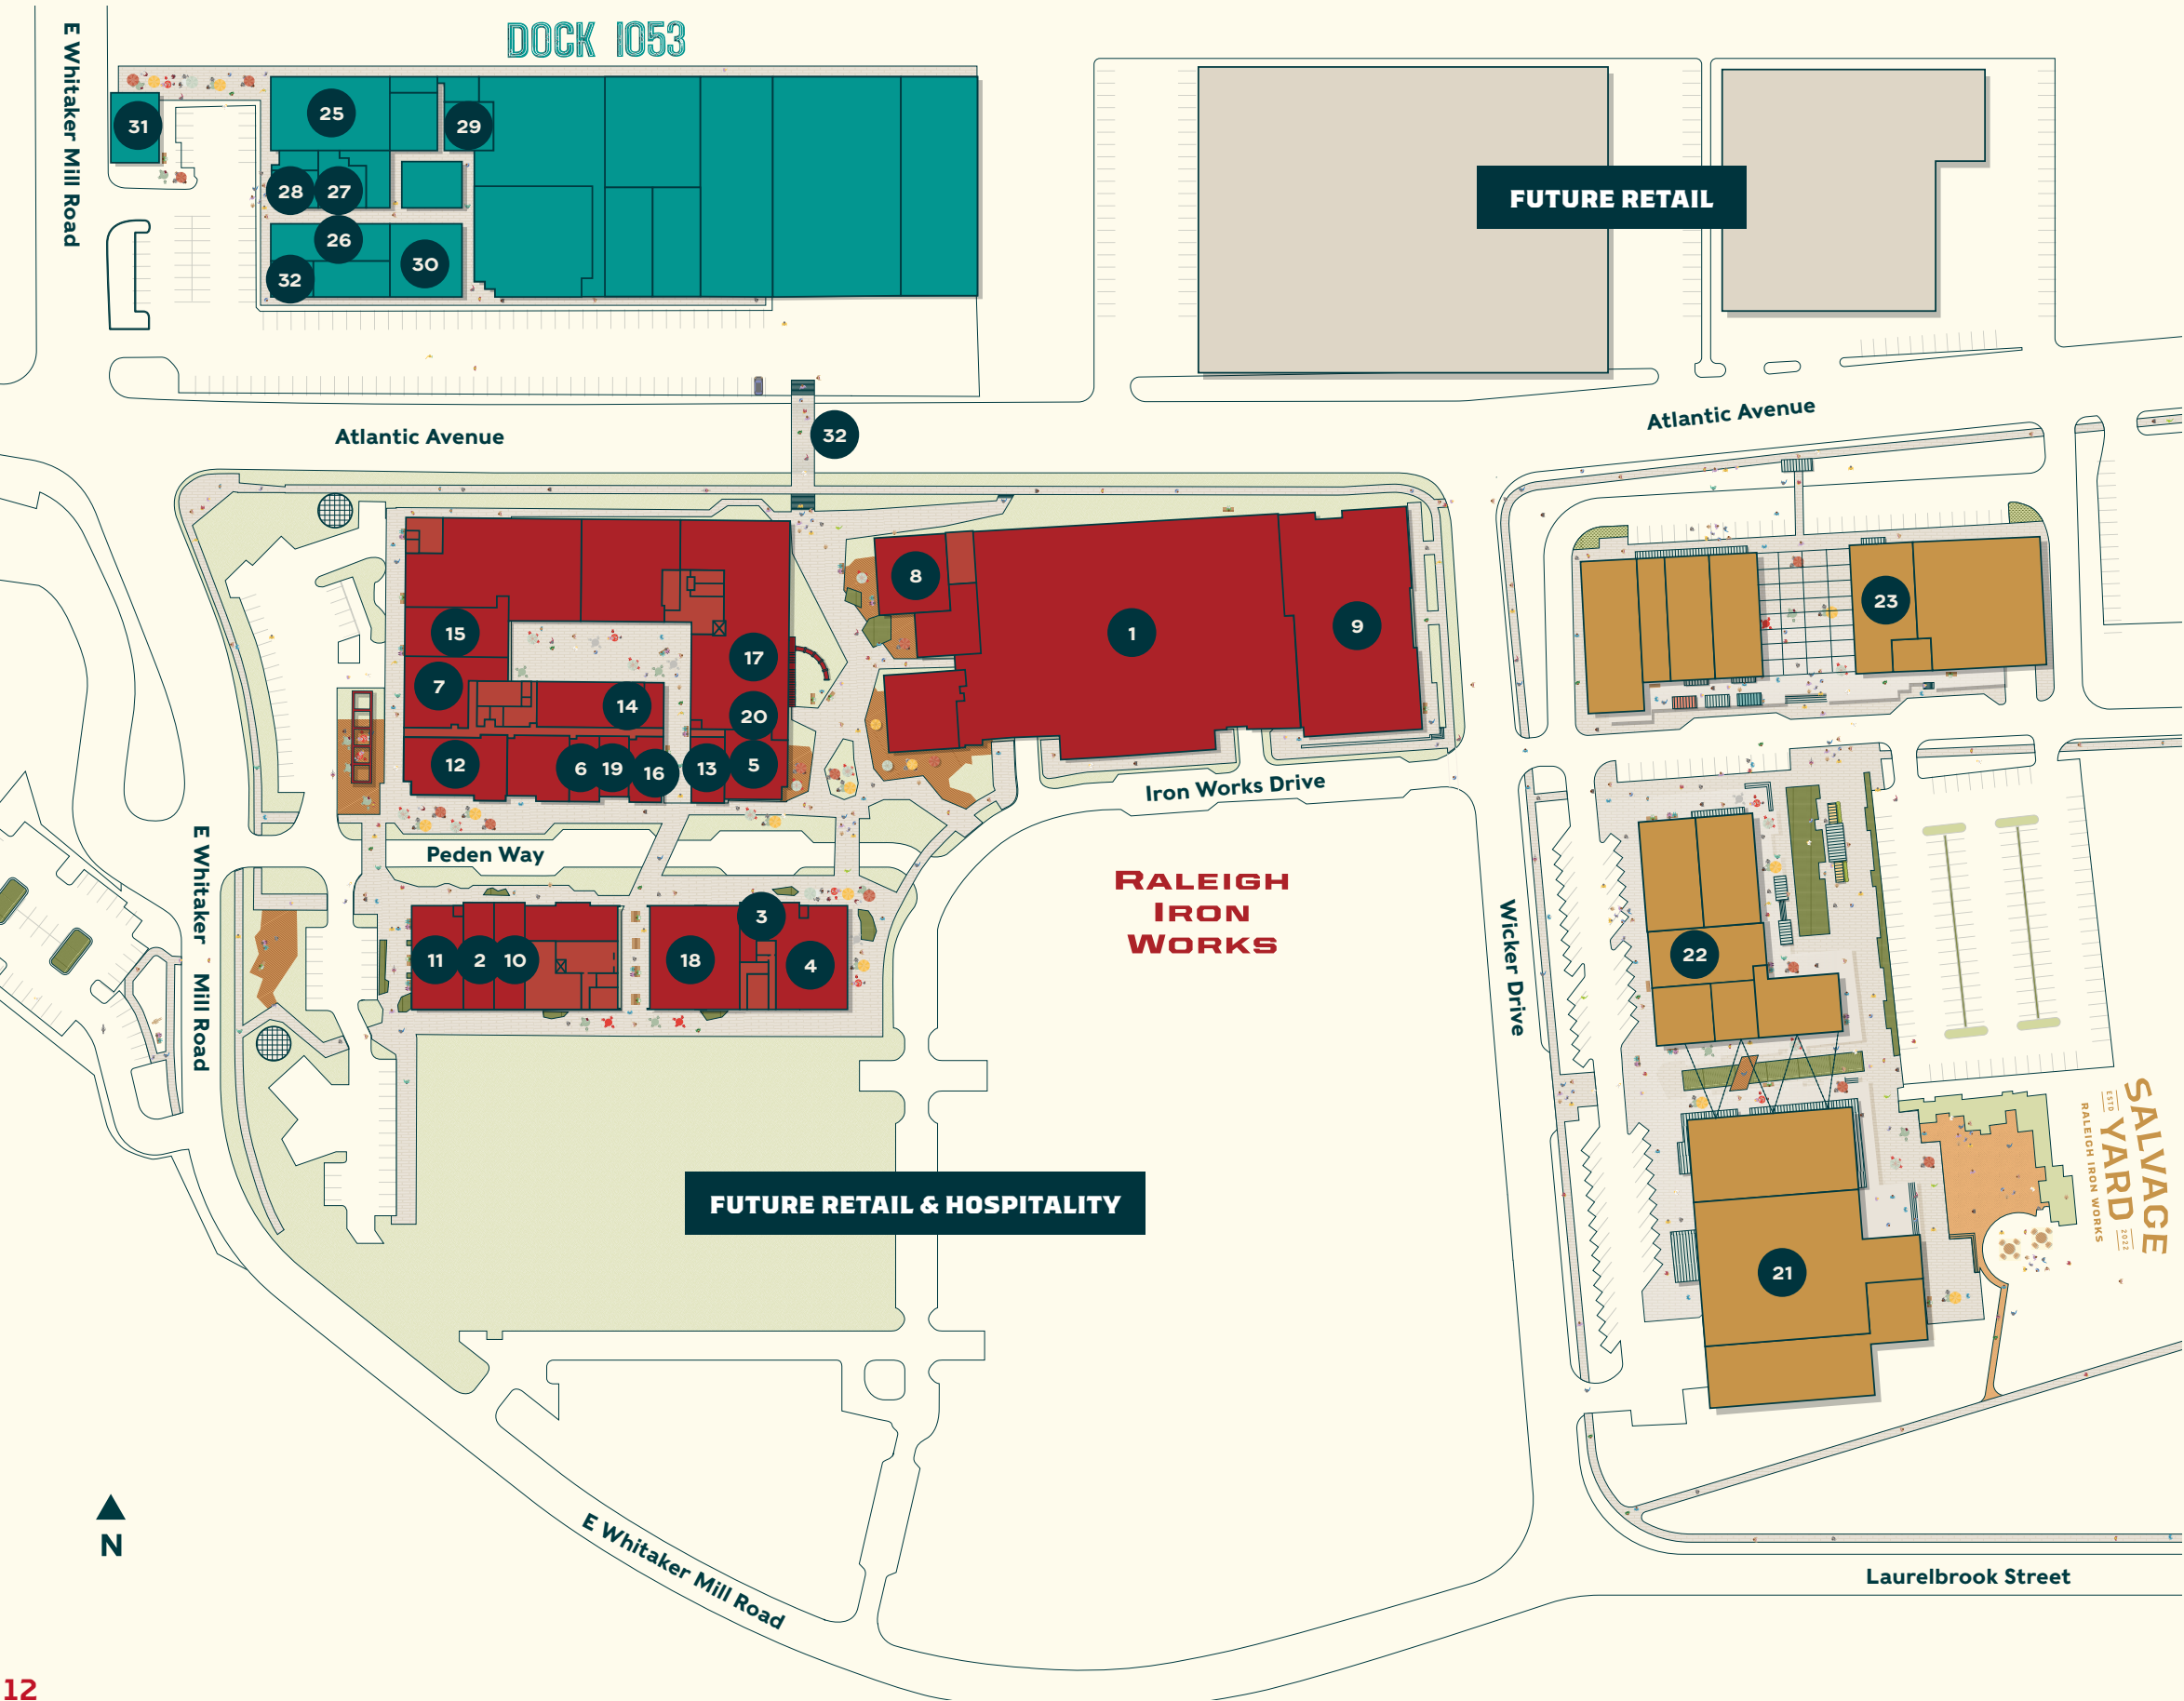 DOCK 1053
E Whitaker Mill Road
31
25
29
28
27
26
30
32
FUTURE RETAIL
Atlantic Avenue
32
Atlantic Avenue
8
1
9
23
15
7
17
14
20
12
6
19
16
13
5
Iron Works Drive
Peden Way
E Whitaker Mill Road
RALEIGH
IRON
WORKS
3
11
2
10
18
4
Wicker Drive
22
FUTURE RETAIL & HOSPITALITY
21
SALVAGE
ESTD YARD 2022
RALEIGH IRON WORKS
N
E Whitaker Mill Road
Laurelbrook Street
12